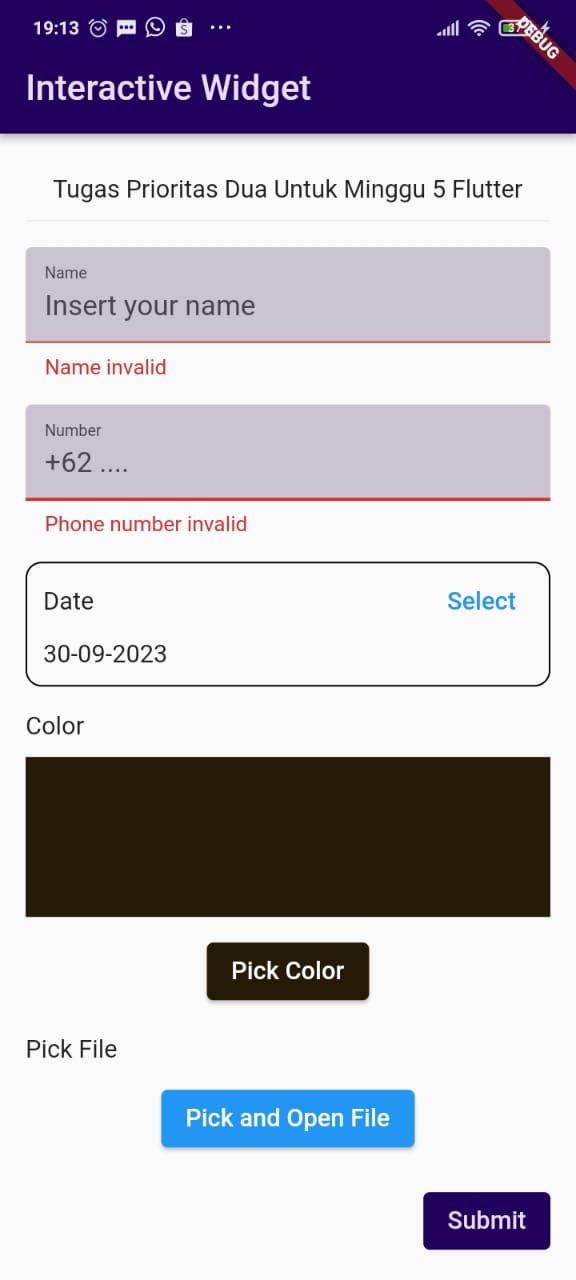 19:13
37
DEBUG
Interactive Widget
Tugas Prioritas Dua Untuk Minggu 5 Flutter
Name
Insert your name
Name invalid
Number
+62 ....
Phone number invalid
Date
Select
30-09-2023
Color
Pick Color
Pick File
Pick and Open File
Submit